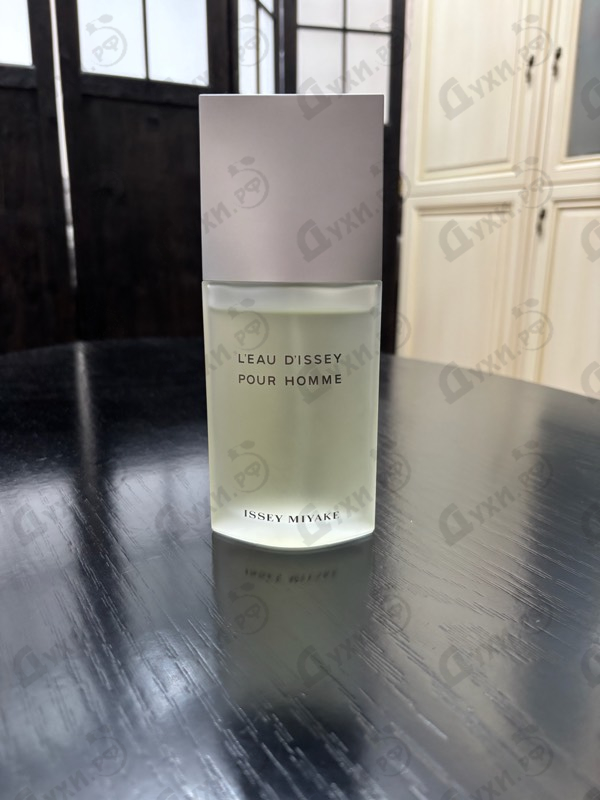 L'EAU D'ISSEY
POUR HOMME
ISSEY MIYAKE
Духи.рф